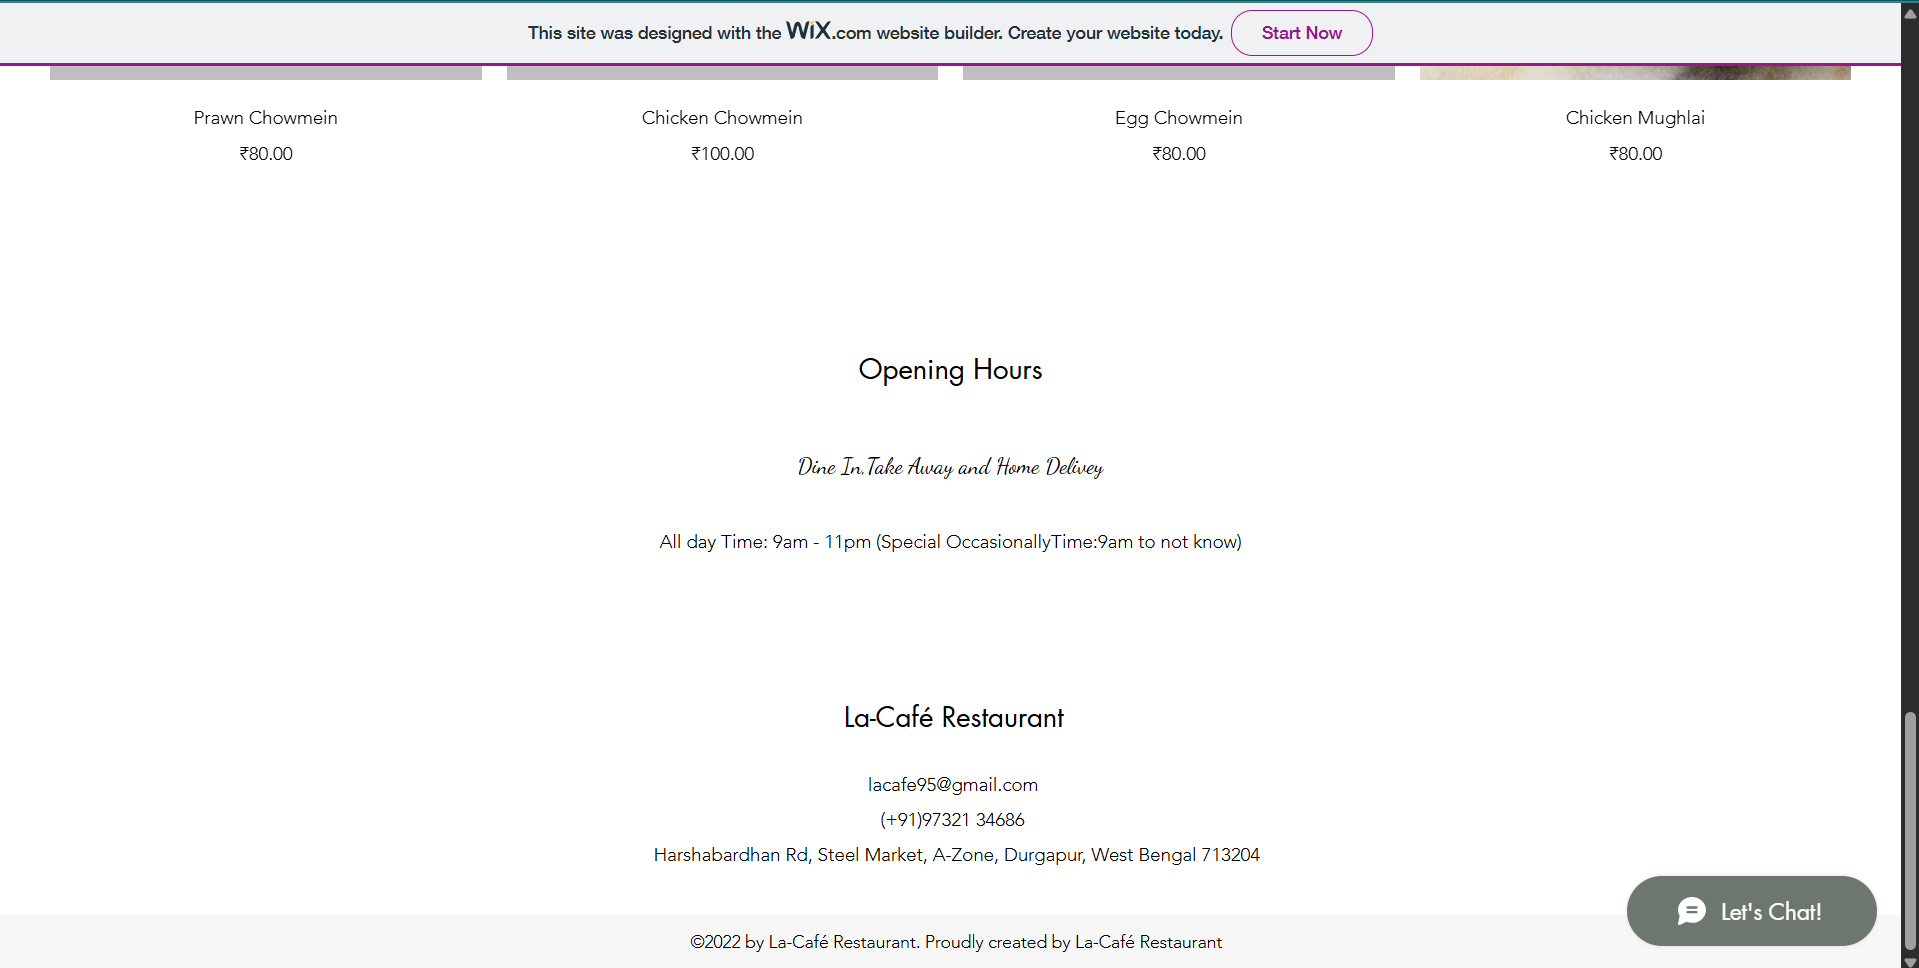 This site was designed with the WiX.com website builder. Create your website today. Start Now
Prawn Chowmein
₹80.00
Chicken Chowmein
₹100.00
Egg Chowmein
₹80.00
Chicken Mughlai
₹80.00
Opening Hours
Dine In,Take Away and Home Delivey
All day Time: 9am - 11pm (Special OccasionallyTime:9am to not know)
La-Café Restaurant
lacafe95@gmail.com
(+91)97321 34686
Harshabardhan Rd, Steel Market, A-Zone, Durgapur, West Bengal 713204
Let's Chat!
©2022 by La-Café Restaurant. Proudly created by La-Café Restaurant